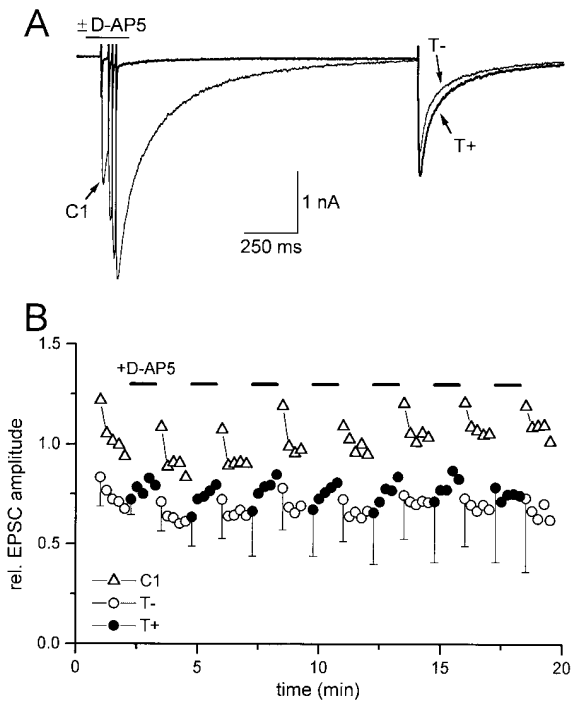 A
± D-AP5
T-
T+
C1
1 nA
250 ms
B
+D-AP5
rel. EPSC amplitude
1.5
1.0
0.5
0.0
C1
T-
T+
0 5 10 15 20
time (min)